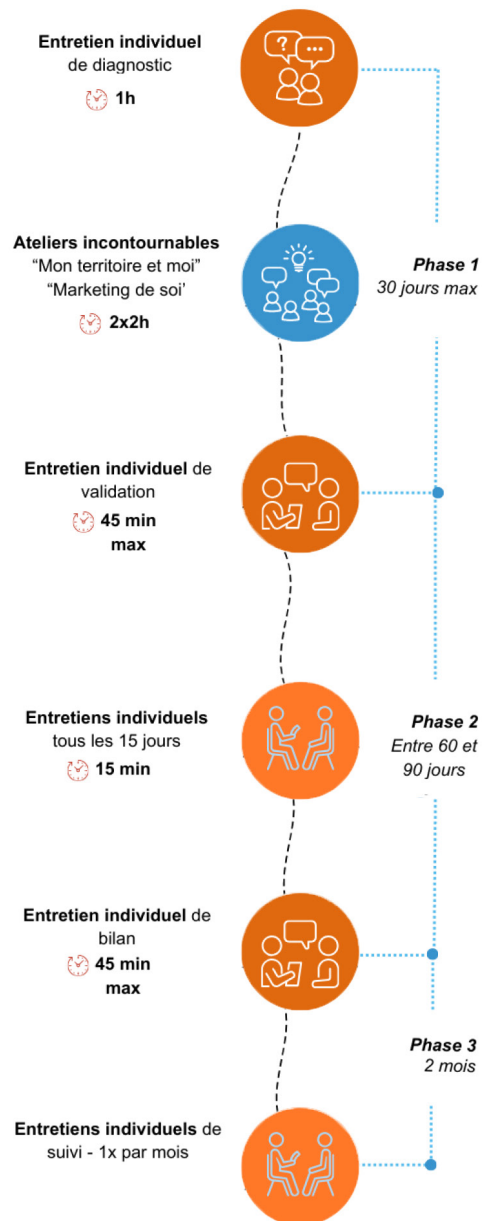 Entretien individuel
de diagnostic
1h
?
...
Ateliers incontournables
“Mon territoire et moi”
“Marketing de soi’
2x2h
Phase 1
30 jours max
Entretien individuel de
validation
45 min
max
Entretiens individuels
tous les 15 jours
15 min
Phase 2
Entre 60 et
90 jours
Entretien individuel de
bilan
45 min
max
Phase 3
2 mois
Entretiens individuels de
suivi - 1x par mois